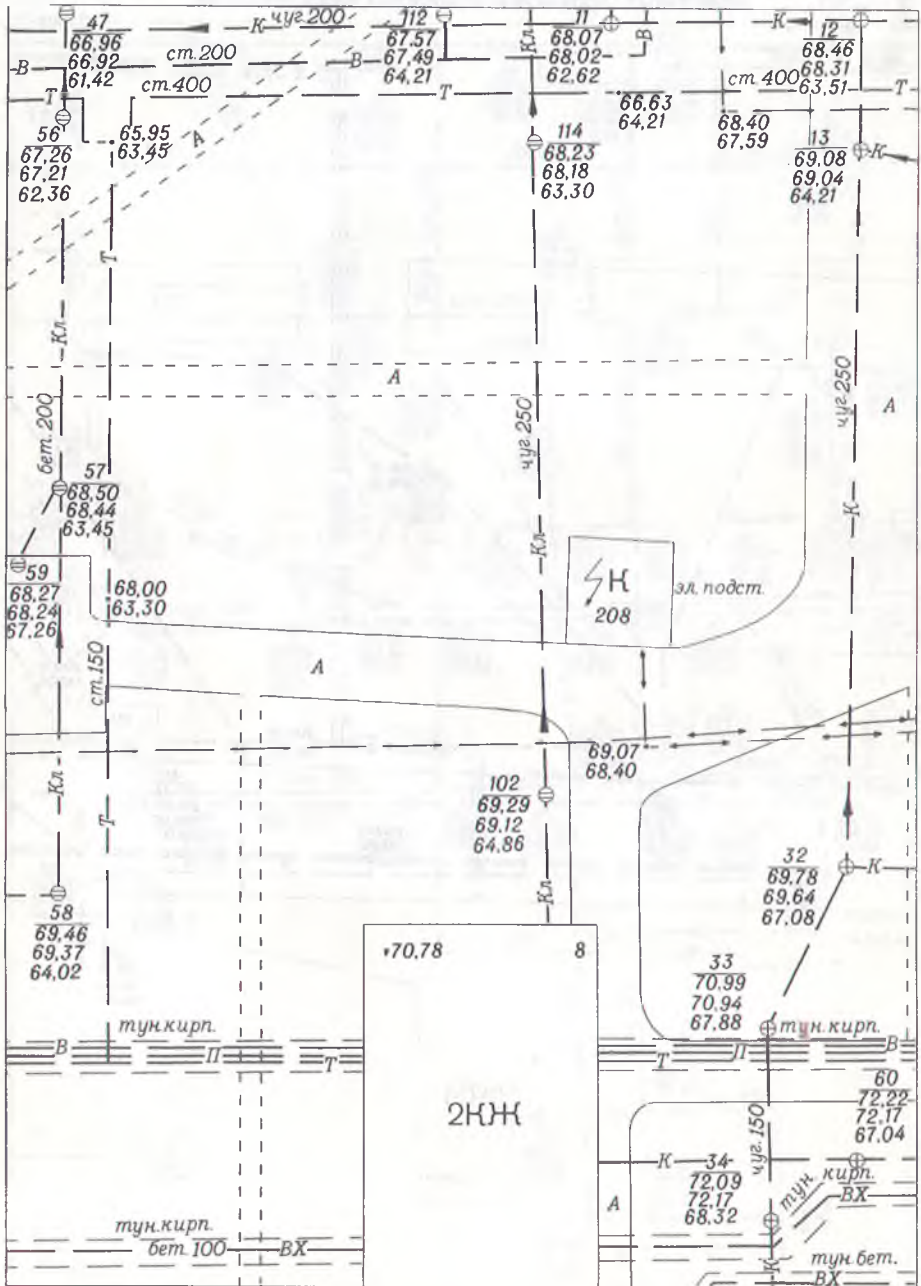 47
66,96
66,92
61,42
К
чуг.200
112
67,57
67,49
64,21
11
68,07
68,02
62,62
Кл
В
К
12
68,46
68,31
63,51
В
ст.200
В
Т
ст.400
Т
ст.400
Т
66,63
64,21
68,40
67,59
56
67,26
67,21
62,36
65,95
63,45
А
114
68,23
68,18
63,30
13
69,08
69,04
64,21
К
Т
Кл
А
бет.200
чуг.250
чуг.250
А
57
68,50
68,44
63,45
К
Кл
59
68,27
68,24
67,26
68,00
63,30
Н
208
эл. подст.
А
ст.150
69,07
68,40
Кл
Т
102
69,29
69,12
64,86
32
69,78
69,64
67,08
К
Кл
58
69,46
69,37
64,02
70,78
8
33
70,99
70,94
67,88
тун.кирп.
тун.кирп.
В
П
Т
Т
П
В
60
72,22
72,17
67,04
2КЖ
чуг.150
К
34
72,09
72,17
68,32
А
тун. кирп.
ВХ
тун.кирп.
бет. 100
ВХ
К
тун.бет.
ВХ